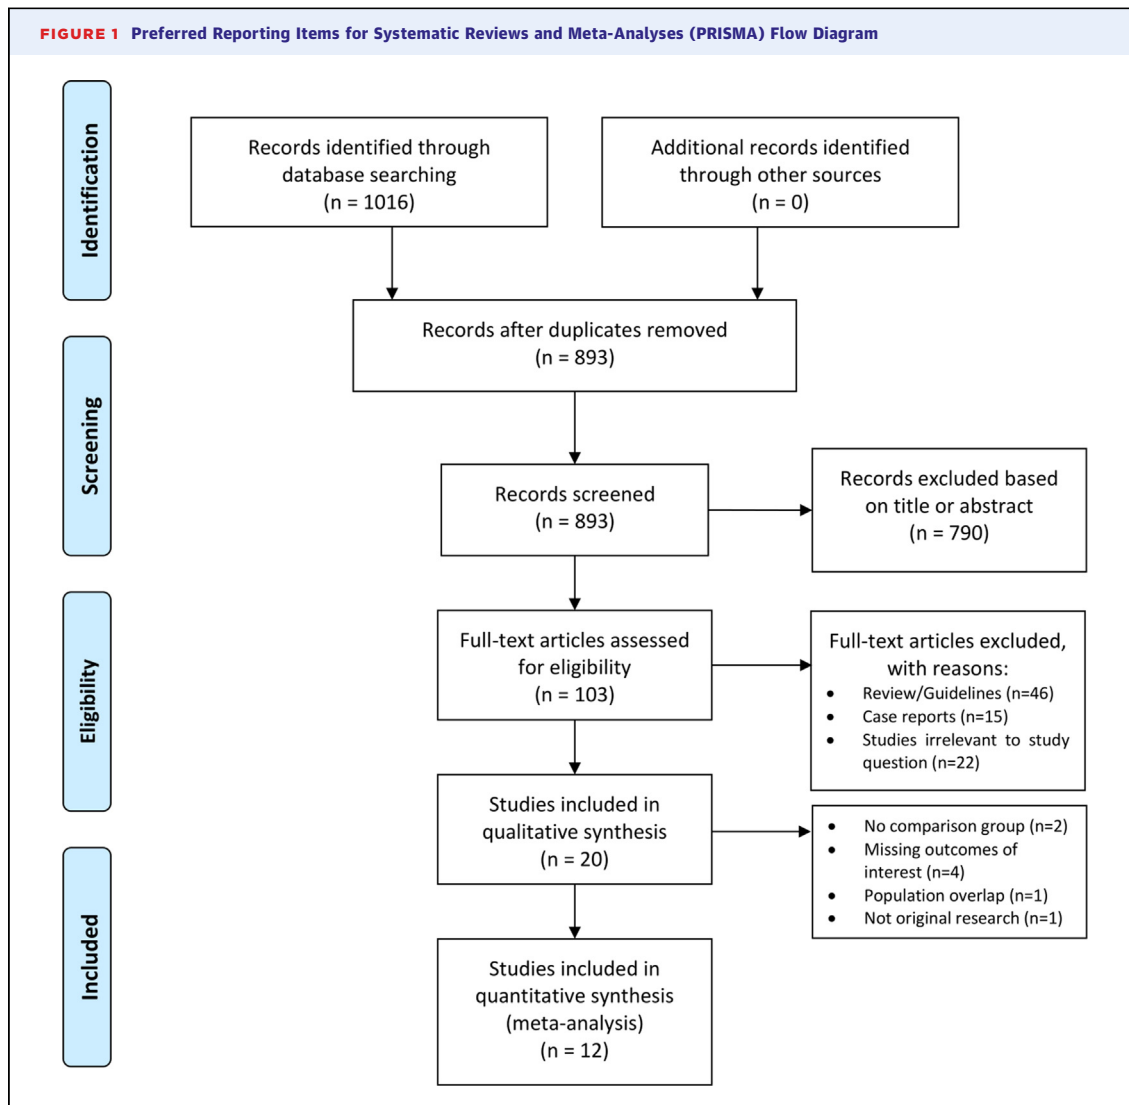 FIGURE 1 Preferred Reporting Items for Systematic Reviews and Meta-Analyses (PRISMA) Flow Diagram
Identification
Records identified through
database searching
(n = 1016)
Additional records identified
through other sources
(n = 0)
Records after duplicates removed
(n = 893)
Screening
Records screened
(n = 893)
Records excluded based
on title or abstract
(n = 790)
Eligibility
Full-text articles assessed
for eligibility
(n = 103)
Full-text articles excluded,
with reasons:
• Review/Guidelines (n=46)
• Case reports (n=15)
• Studies irrelevant to study
question (n=22)
Studies included in
qualitative synthesis
(n = 20)
• No comparison group (n=2)
• Missing outcomes of
interest (n=4)
• Population overlap (n=1)
• Not original research (n=1)
Included
Studies included in
quantitative synthesis
(meta-analysis)
(n = 12)